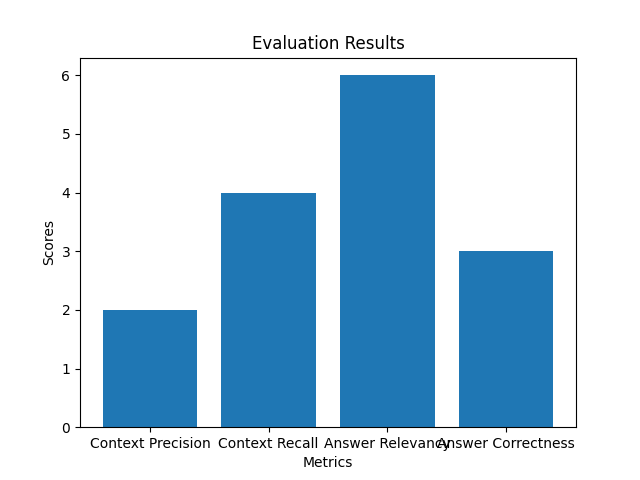 Evaluation Results
6
5
4
3
2
1
0
Scores
Context Precision Context Recall Answer Relevancy Answer Correctness
Metrics